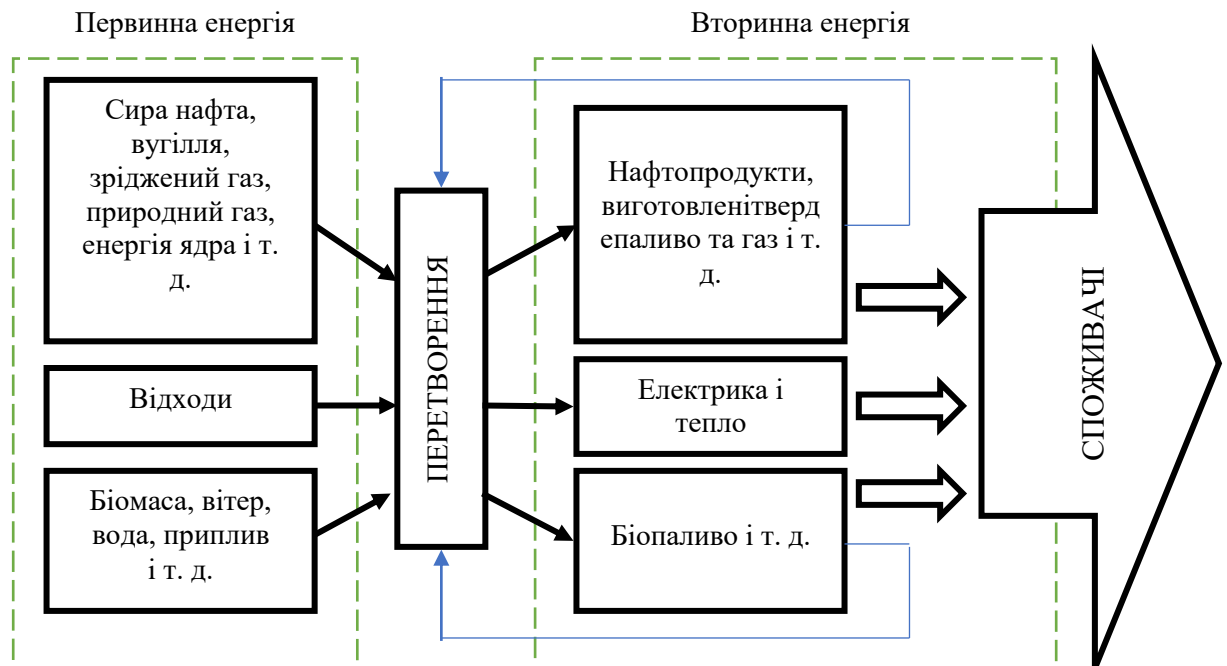 Первинна енергія
Вторинна енергія
Сира нафта,
вугілля,
зріджений газ,
природний газ,
енергія ядра і т.
д.
Відходи
Біомаса, вітер,
вода, приплив
і т. д.
ПЕРЕТВОРЕННЯ
Нафтопродукти,
виготовленітверд
епаливо та газ і т.
д.
Електрика і
тепло
Біопаливо і т. д.
СПОЖИВАЧІ